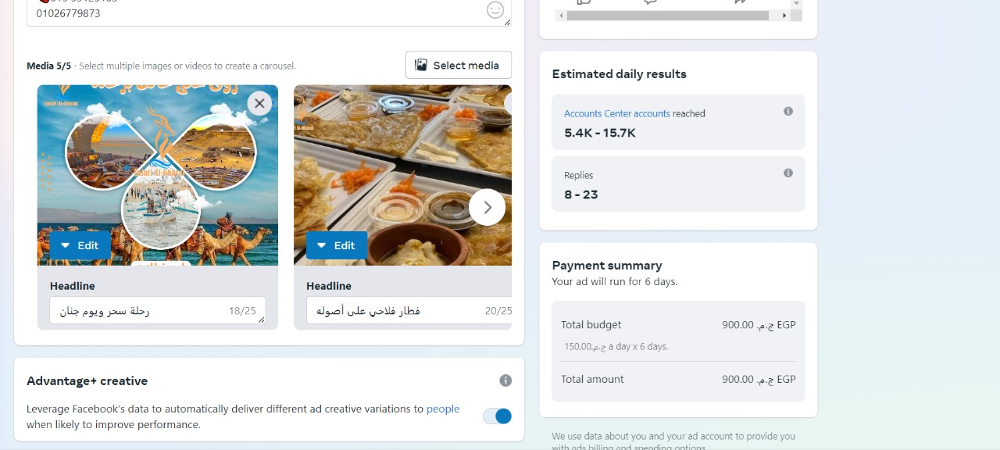 01026779873
Media 5/5 · Select multiple images or videos to create a carousel.
Select media
Edit
Headline
رحلة سحر ويوم جنان
18/25
Edit
Headline
فطار فلاحي على أصوله
20/25
Advantage+ creative
Leverage Facebook's data to automatically deliver different ad creative variations to people
when likely to improve performance.
Estimated daily results
Accounts Center accounts reached
5.4K - 15.7K
Replies
8 - 23
Payment summary
Your ad will run for 6 days.
Total budget
900.00 ج.م.‏ EGP
150.00ج.م.‏ a day x 6 days.
Total amount
900.00 ج.م.‏ EGP
We use data about you and your ad account to provide you
with ads billing and spending options.